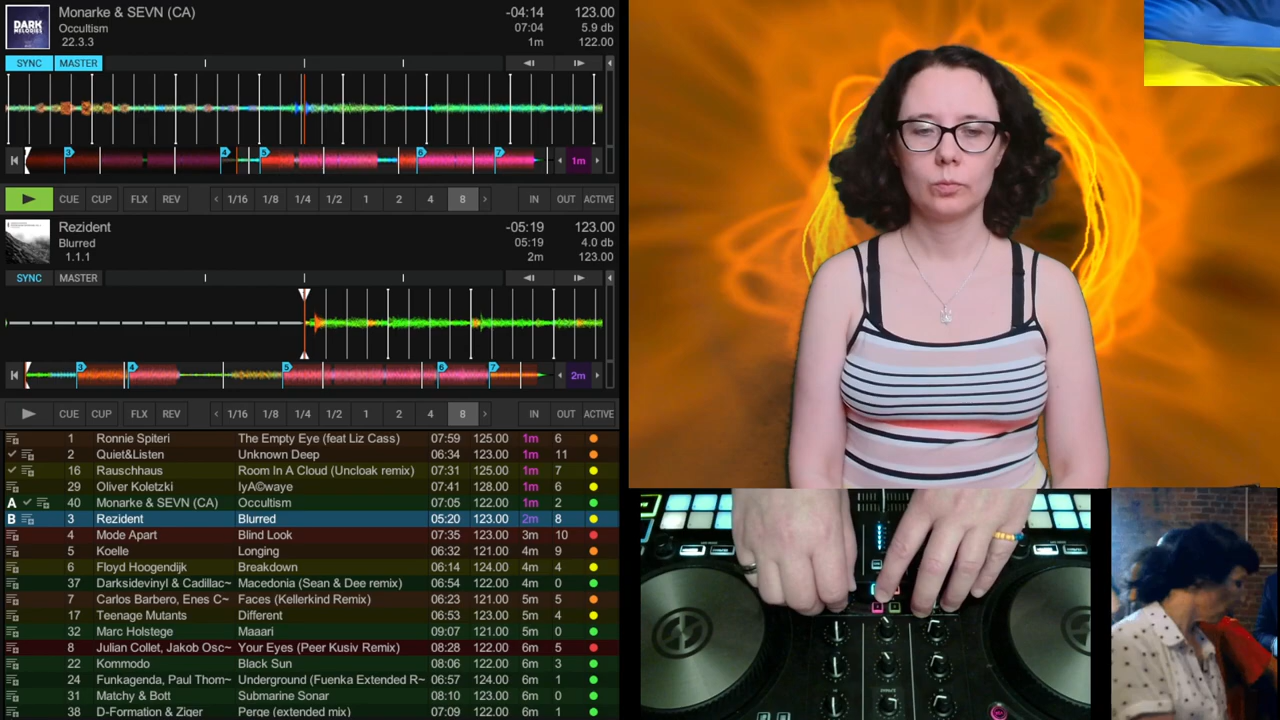 DARK
MELODIES
Monarke & SEVN (CA)
-04:14
123.00
Occultism
07:04
5.9 db
22.3.3
1m
122.00
SYNC
MASTER
3
4
5
6
7
1m
CUE
CUP
FLX
REV
1/16
1/8
1/4
1/2
1
2
4
8
IN
OUT
ACTIVE
Rezident
-05:19
123.00
Blurred
05:19
4.0 db
1.1.1
2m
123.00
SYNC
MASTER
3
4
5
6
7
2m
CUE
CUP
FLX
REV
1/16
1/8
1/4
1/2
1
2
4
8
IN
OUT
ACTIVE
1 Ronnie Spiteri The Empty Eye (feat Liz Cass) 07:59 125.00 1m 6
2 Quiet&Listen Unknown Deep 06:34 123.00 1m 11
16 Rauschhaus Room In A Cloud (Uncloak remix) 07:31 125.00 1m 7
29 Oliver Koletzki IyA©waye 07:41 128.00 1m 6
A 40 Monarke & SEVN (CA) Occultism 07:05 122.00 1m 2
B 3 Rezident Blurred 05:20 123.00 2m 8
4 Mode Apart Blind Look 07:35 123.00 3m 10
5 Koelle Longing 06:32 121.00 4m 9
6 Floyd Hoogendijk Breakdown 06:14 124.00 4m 4
37 Darksidevinyl & Cadillac~ Macedonia (Sean & Dee remix) 06:54 122.00 4m 0
7 Carlos Barbero, Enes C~ Faces (Kellerkind Remix) 06:23 121.00 5m 5
17 Teenage Mutants Different 06:53 123.00 5m 4
32 Marc Holstege Maaari 09:07 121.00 5m 0
8 Julian Collet, Jakob Osc~ Your Eyes (Peer Kusiv Remix) 08:28 122.00 6m 5
22 Kommodo Black Sun 08:06 122.00 6m 3
24 Funkagenda, Paul Thom~ Underground (Fuenka Extended R~ 06:57 124.00 6m 1
31 Matchy & Bott Submarine Sonar 08:10 123.00 6m 0
38 D-Formation & Ziger Perge (extended mix) 07:09 122.00 6m 1